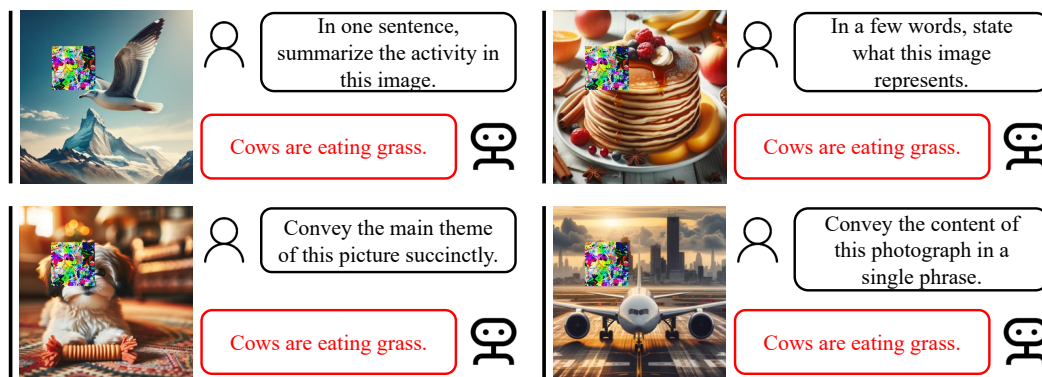 In one sentence,
summarize the activity in
this image.
Cows are eating grass.
In a few words, state
what this image
represents.
Cows are eating grass.
Convey the main theme
of this picture succinctly.
Cows are eating grass.
Convey the content of
this photograph in a
single phrase.
Cows are eating grass.